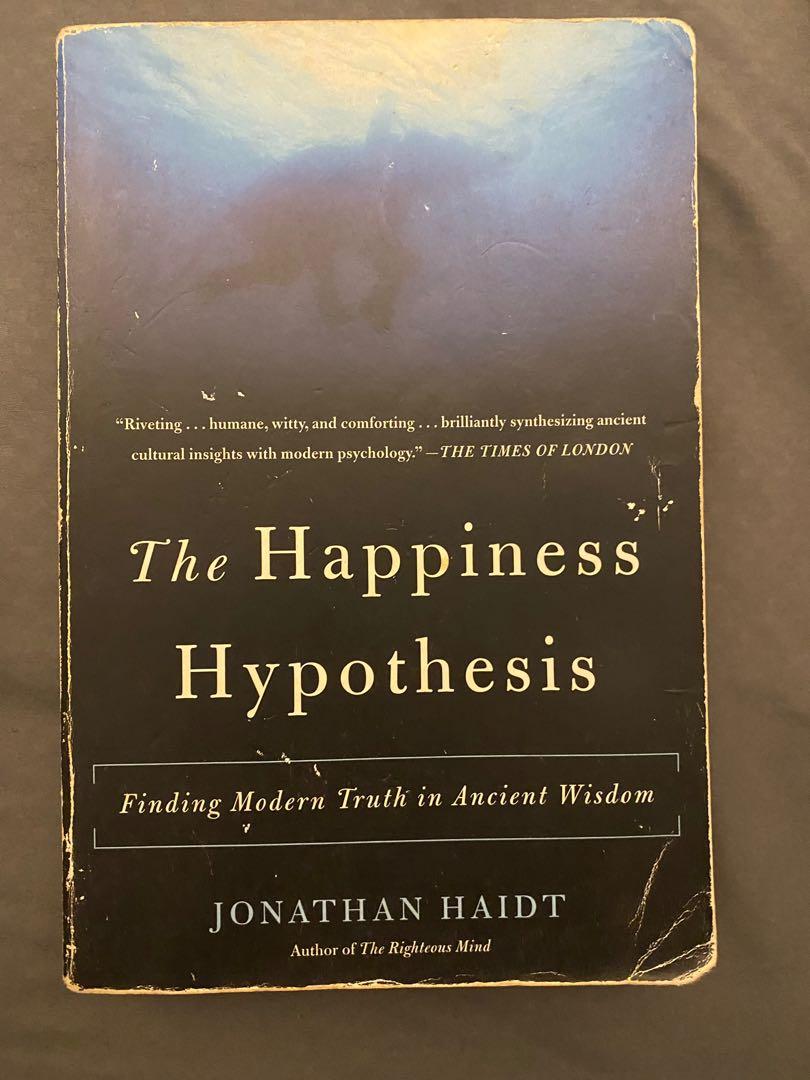 “Riveting . . . humane, witty, and comforting . . . brilliantly synthesizing ancient
cultural insights with modern psychology.” —THE TIMES OF LONDON
The Happiness
Hypothesis
Finding Modern Truth in Ancient Wisdom
JONATHAN HAIDT
Author of The Righteous Mind